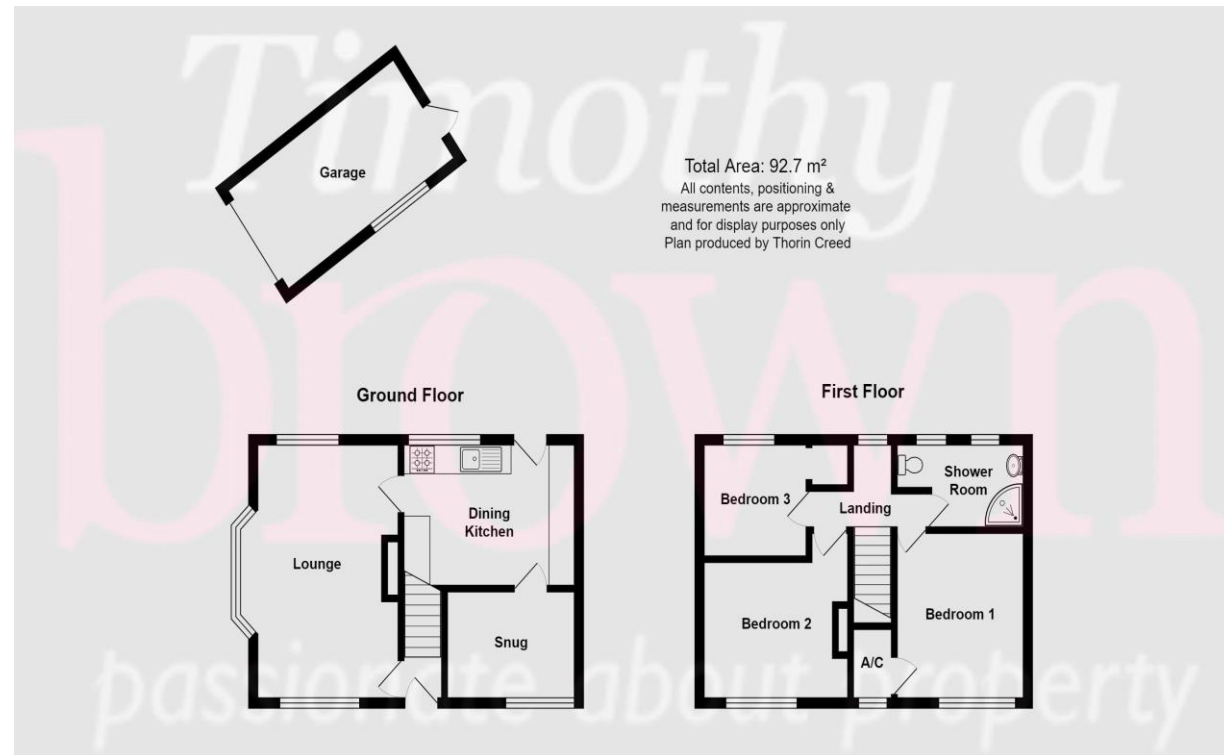 Timothy a
brown
passionate about property
Garage
Total Area: 92.7 m²
All contents, positioning &
measurements are approximate
and for display purposes only
Plan produced by Thorin Creed
Ground Floor
Lounge
Dining
Kitchen
Snug
First Floor
Bedroom 3
Landing
Shower
Room
Bedroom 2
A/C
Bedroom 1